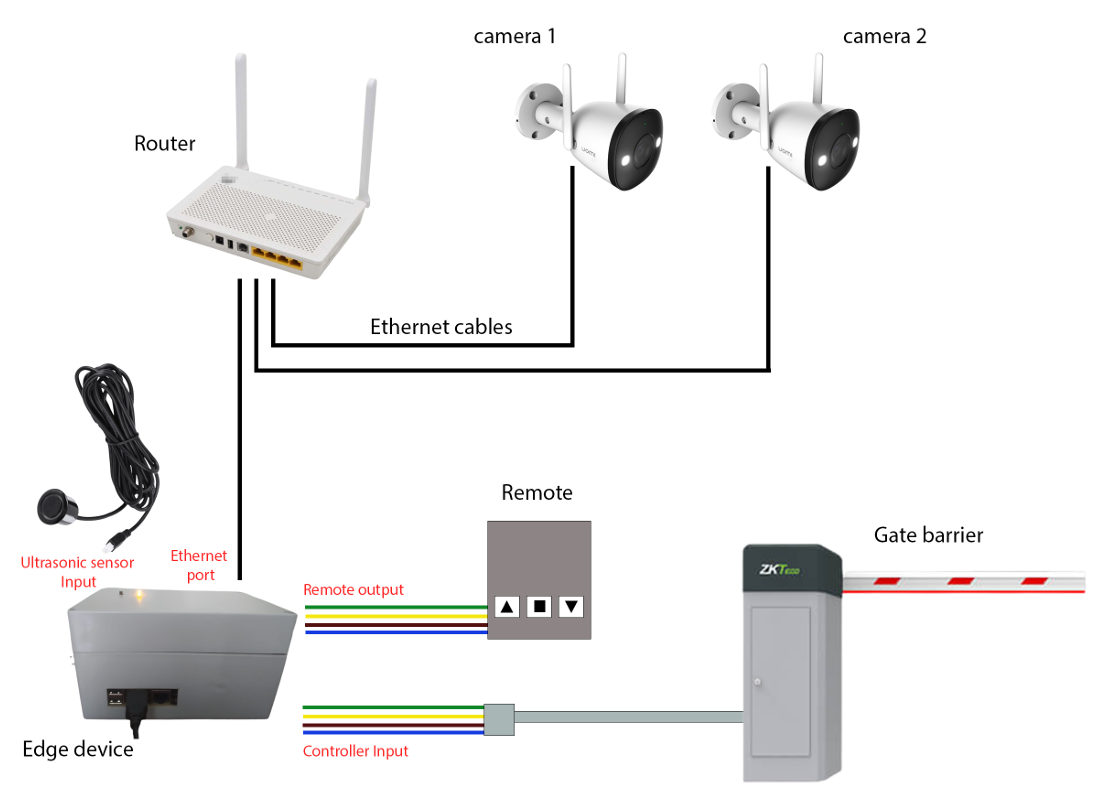 camera 1
camera 2
Router
Ethernet cables
Remote
Gate barrier
Ultrasonic sensor
Input
Ethernet
port
Remote output
ZKTeco
Edge device
Controller Input